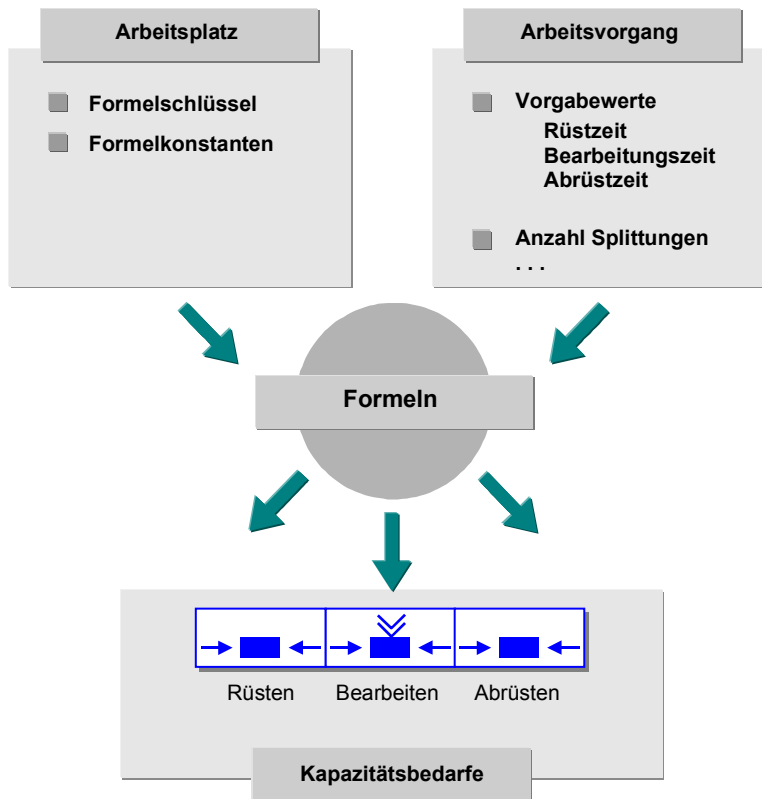 Arbeitsplatz
Formelschlüssel
Formelkonstanten
Arbeitsvorgang
Vorgabewerte
Rüstzeit
Bearbeitungszeit
Abrüstzeit
Anzahl Splittungen
. . .
Formeln
Rüsten
Bearbeiten
Abrüsten
Kapazitätsbedarfe